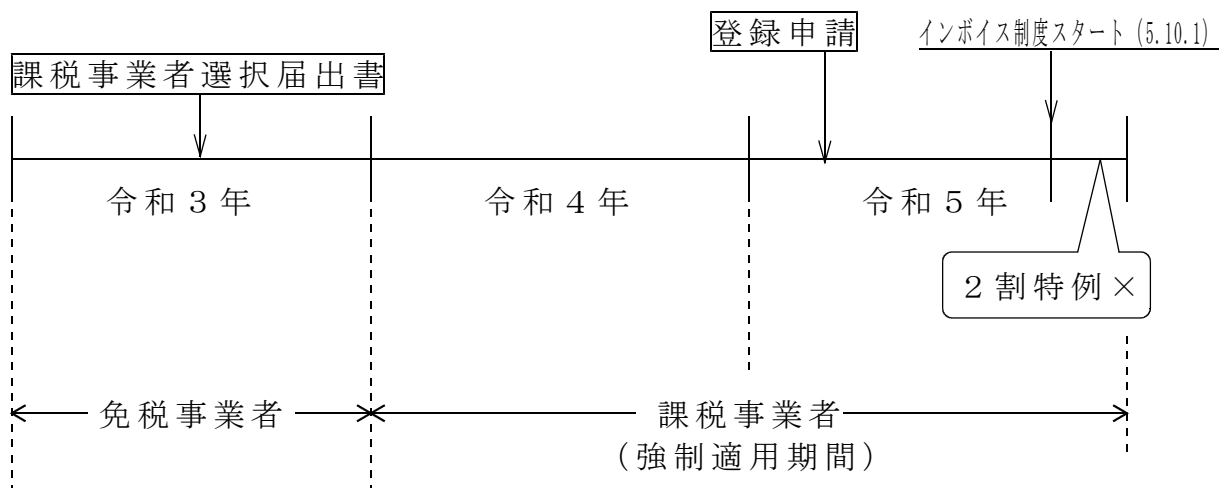 登録申請
インボイス制度スタート (5.10.1)
課税事業者選択届出書
令和3年
令和4年
令和5年
2割特例×
免税事業者
課税事業者
(強制適用期間)